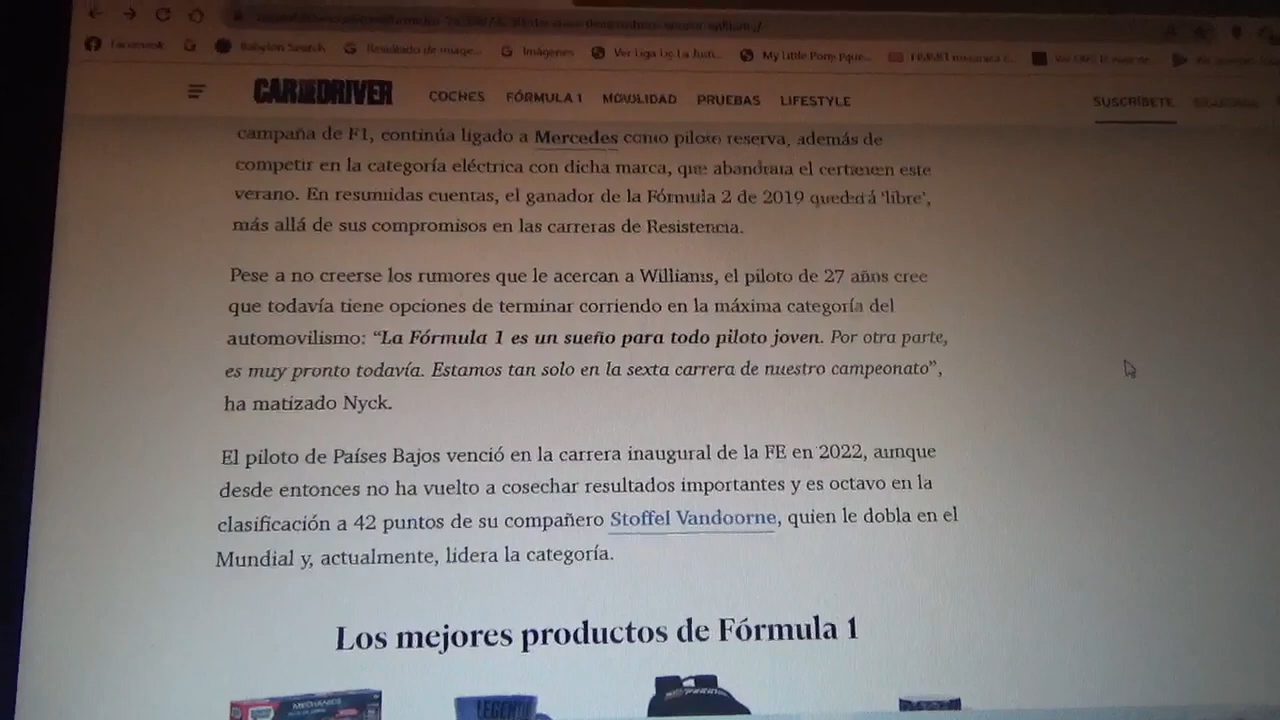 Facebook
Babylon Search
Resultado de image...
Imágenes
Ver Liga De La Justi...
My Little Pony Pque...
CAR AND DRIVER
COCHES
FÓRMULA 1
MOVILIDAD
PRUEBAS
LIFESTYLE
SUSCRÍBETE
campaña de F1, continúa ligado a Mercedes como piloto reserva, además de
competir en la categoría eléctrica con dicha marca, que abandona el certamen este
verano. En resumidas cuentas, el ganador de la Fórmula 2 de 2019 quedará 'libre',
más allá de sus compromisos en las carreras de Resistencia.
Pese a no creerse los rumores que le acercan a Williams, el piloto de 27 años cree
que todavía tiene opciones de terminar corriendo en la máxima categoría del
automovilismo: “La Fórmula 1 es un sueño para todo piloto joven. Por otra parte,
es muy pronto todavía. Estamos tan solo en la sexta carrera de nuestro campeonato”,
ha matizado Nyck.
El piloto de Países Bajos venció en la carrera inaugural de la FE en 2022, aunque
desde entonces no ha vuelto a cosechar resultados importantes y es octavo en la
clasificación a 42 puntos de su compañero Stoffel Vandoorne, quien le dobla en el
Mundial y, actualmente, lidera la categoría.
Los mejores productos de Fórmula 1
MECHANICS
LEGEND